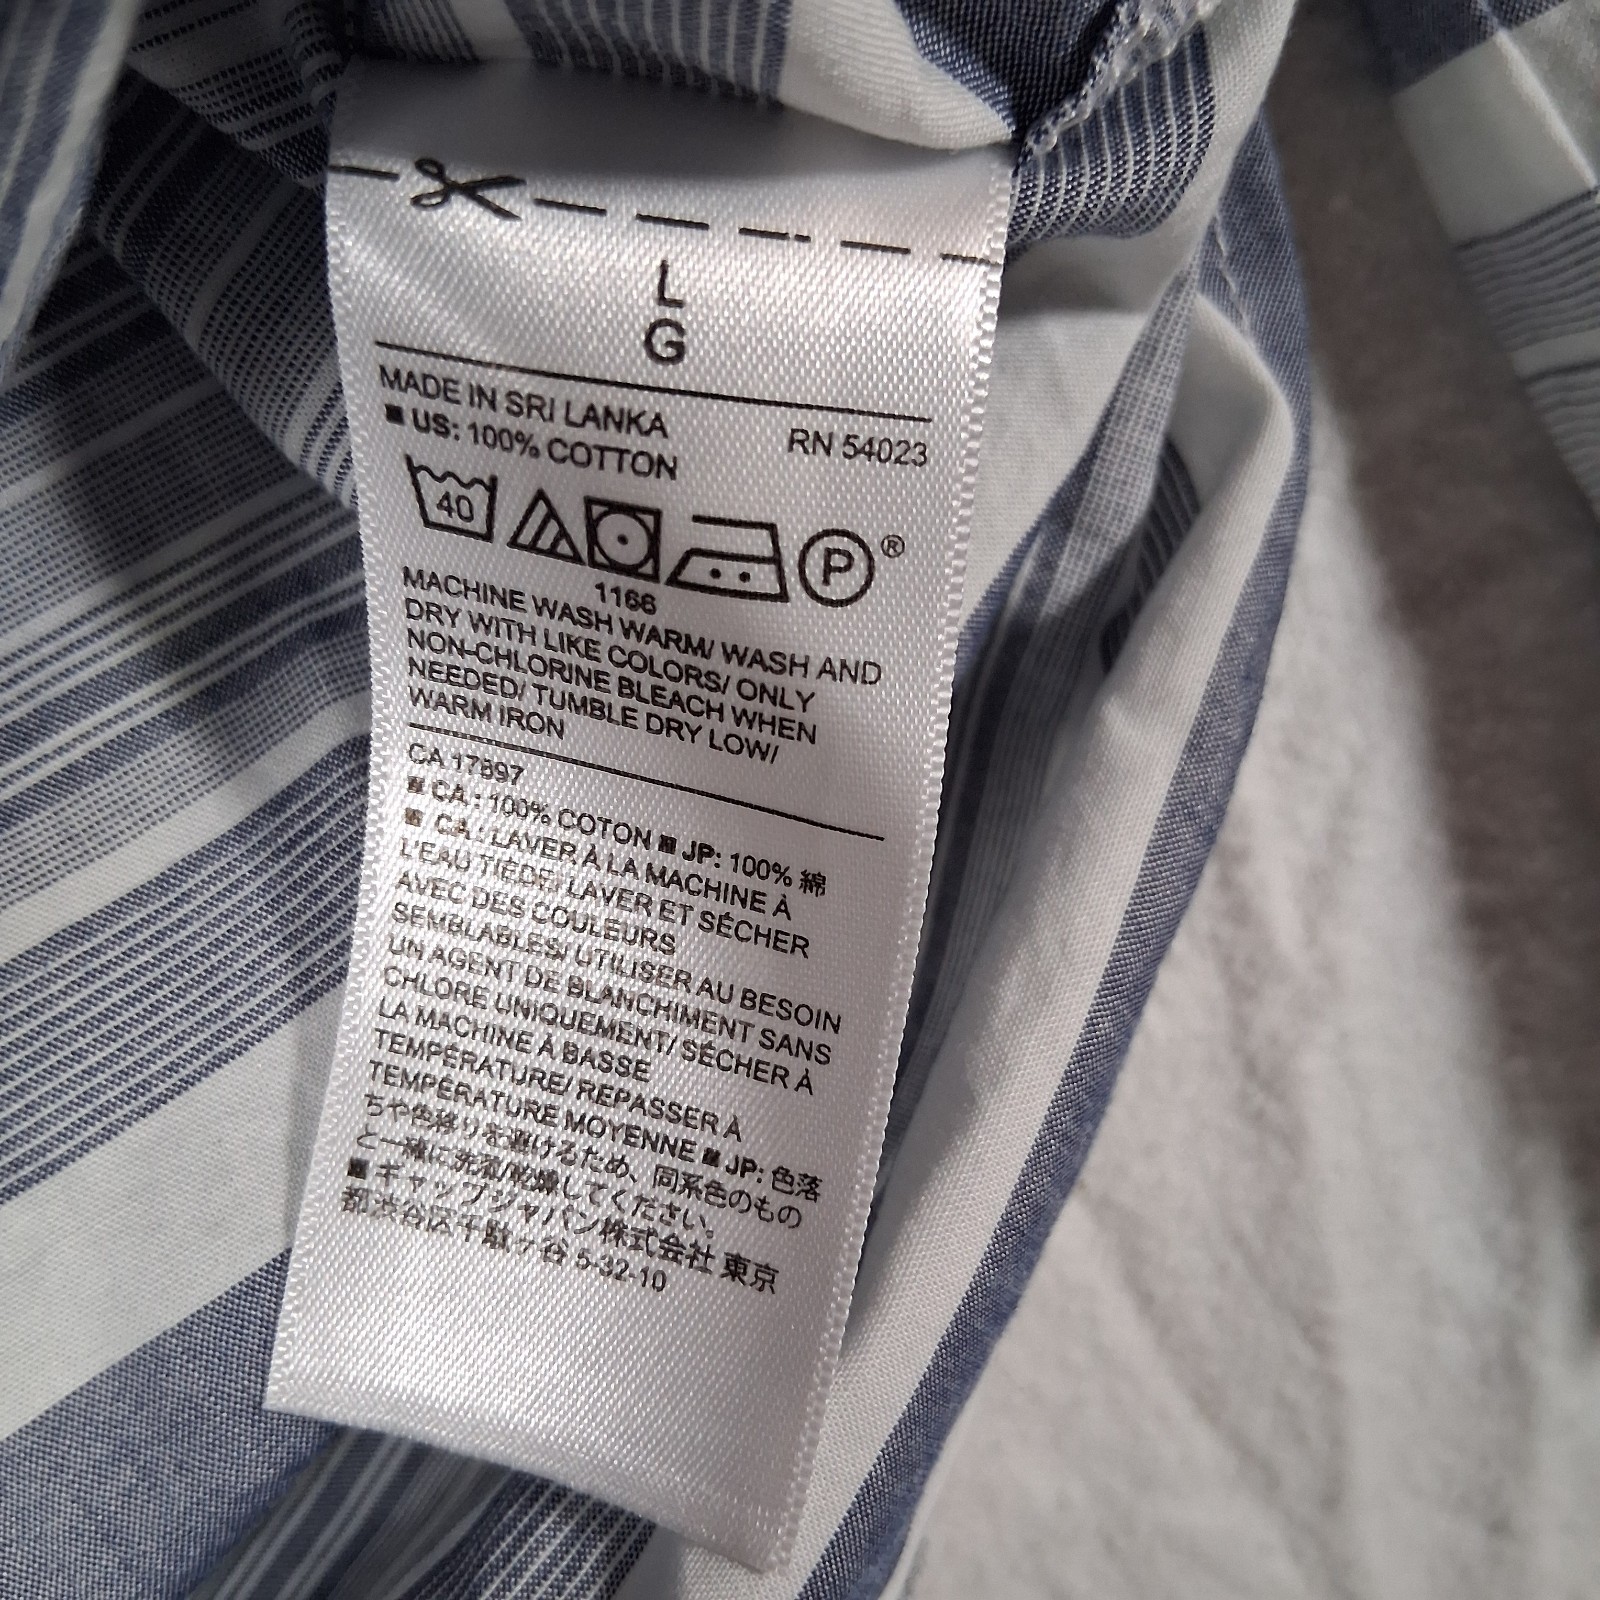 L
G
MADE IN SRI LANKA RN 54023
■ US: 100% COTTON
40 P ®
1166
MACHINE WASH WARM/ WASH AND
DRY WITH LIKE COLORS/ ONLY
NON-CHLORINE BLEACH WHEN
NEEDED/ TUMBLE DRY LOW/
WARM IRON
CA 17897
■ CA : 100% COTON ■ JP: 100% 綿
■ CA : LAVER À LA MACHINE À
L'EAU TIÈDE/ LAVER ET SÉCHER
AVEC DES COULEURS
SEMBLABLES/ UTILISER AU BESOIN
UN AGENT DE BLANCHIMENT SANS
CHLORE UNIQUEMENT/ SÉCHER À
LA MACHINE À BASSE
TEMPÉRATURE/ REPASSER À
TEMPÉRATURE MOYENNE ■ JP: 色落
ちや色移りを避けるため、同系色のもの
と一緒に洗濯/乾燥してください。
■ ギャップジャパン株式会社 東京
都渋谷区千駄ヶ谷 5-32-10